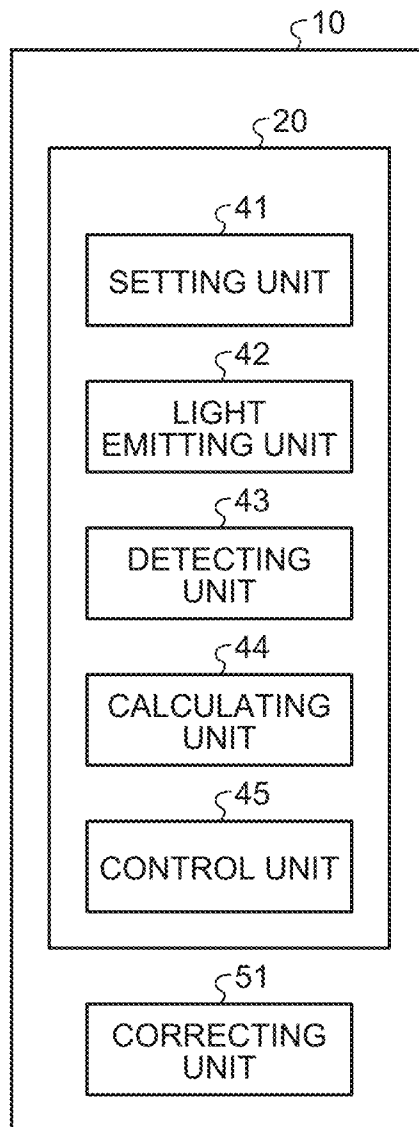 10
20
41
SETTING UNIT
42
LIGHT
EMITTING UNIT
43
DETECTING
UNIT
44
CALCULATING
UNIT
45
CONTROL UNIT
51
CORRECTING
UNIT